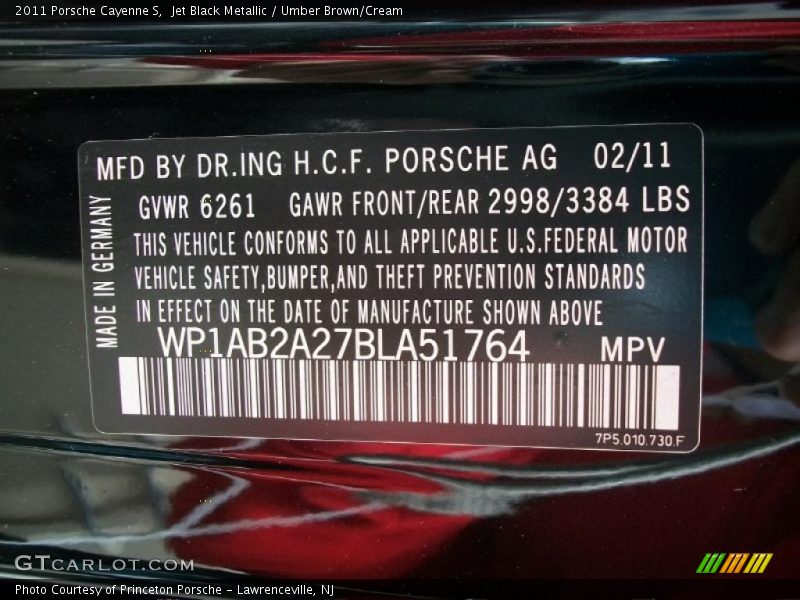 2011 Porsche Cayenne S,  Jet Black Metallic / Umber Brown/Cream
MFD BY DR.ING H.C.F. PORSCHE AG 02/11
GVWR 6261 GAWR FRONT/REAR 2998/3384 LBS
THIS VEHICLE CONFORMS TO ALL APPLICABLE U.S.FEDERAL MOTOR
VEHICLE SAFETY,BUMPER,AND THEFT PREVENTION STANDARDS
IN EFFECT ON THE DATE OF MANUFACTURE SHOWN ABOVE
MADE IN GERMANY
WP1AB2A27BLA51764 MPV
7P5.010.730.F
GTCARLOT.COM
Photo Courtesy of Princeton Porsche - Lawrenceville, NJ